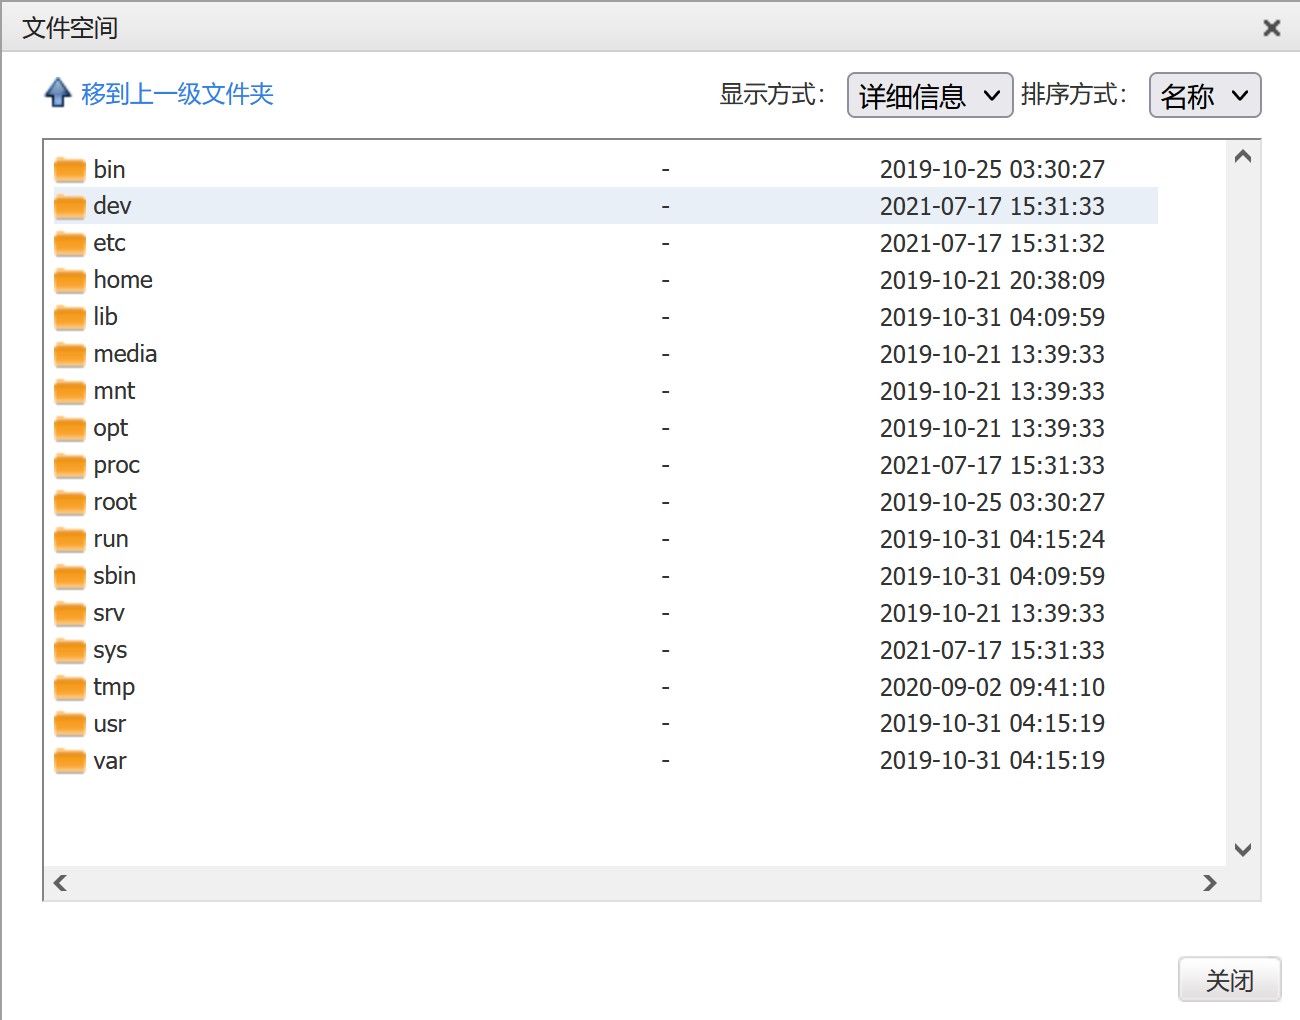 文件空间
移到上一级文件夹 显示方式： 详细信息 排序方式： 名称
bin - 2019-10-25 03:30:27
dev - 2021-07-17 15:31:33
etc - 2021-07-17 15:31:32
home - 2019-10-21 20:38:09
lib - 2019-10-31 04:09:59
media - 2019-10-21 13:39:33
mnt - 2019-10-21 13:39:33
opt - 2019-10-21 13:39:33
proc - 2021-07-17 15:31:33
root - 2019-10-25 03:30:27
run - 2019-10-31 04:15:24
sbin - 2019-10-31 04:09:59
srv - 2019-10-21 13:39:33
sys - 2021-07-17 15:31:33
tmp - 2020-09-02 09:41:10
usr - 2019-10-31 04:15:19
var - 2019-10-31 04:15:19
关闭